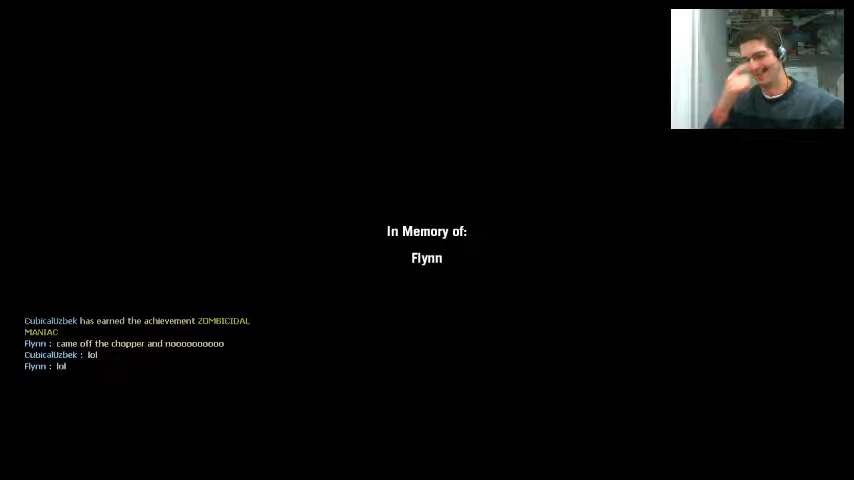 In Memory of:
Flynn
CubicalUzbek has earned the achievement ZOMBICIDAL
MANIAC
Flynn : came off the chopper and noooooooooo
CubicalUzbek : lol
Flynn : lol